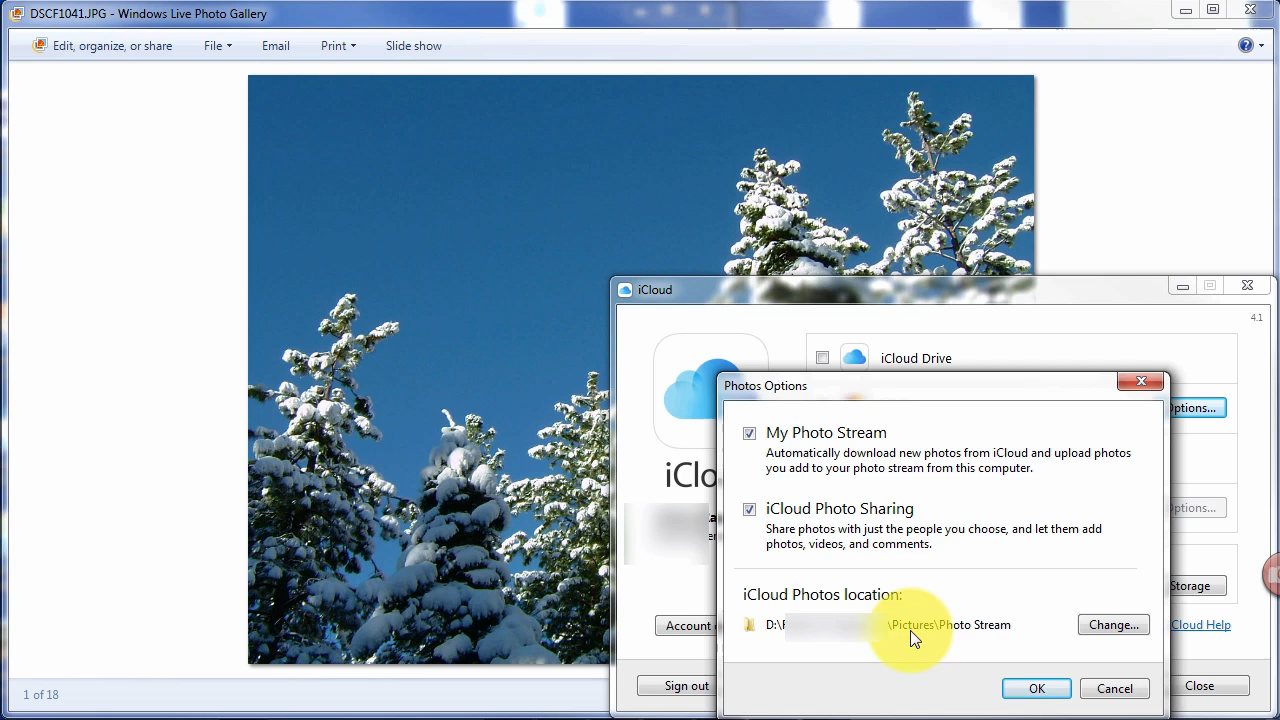 DSCF1041.JPG - Windows Live Photo Gallery
Edit, organize, or share File Email Print Slide show
iCloud
4.1
iCloud Drive
Photos Options
Options...
My Photo Stream
Automatically download new photos from iCloud and upload photos
you add to your photo stream from this computer.
iCloud
iCloud Photo Sharing
Options...
Share photos with just the people you choose, and let them add
photos, videos, and comments.
Storage
iCloud Photos location:
Account
D:\ \Pictures\Photo Stream
Change...
iCloud Help
Sign out
OK
Cancel
Close
1 of 18